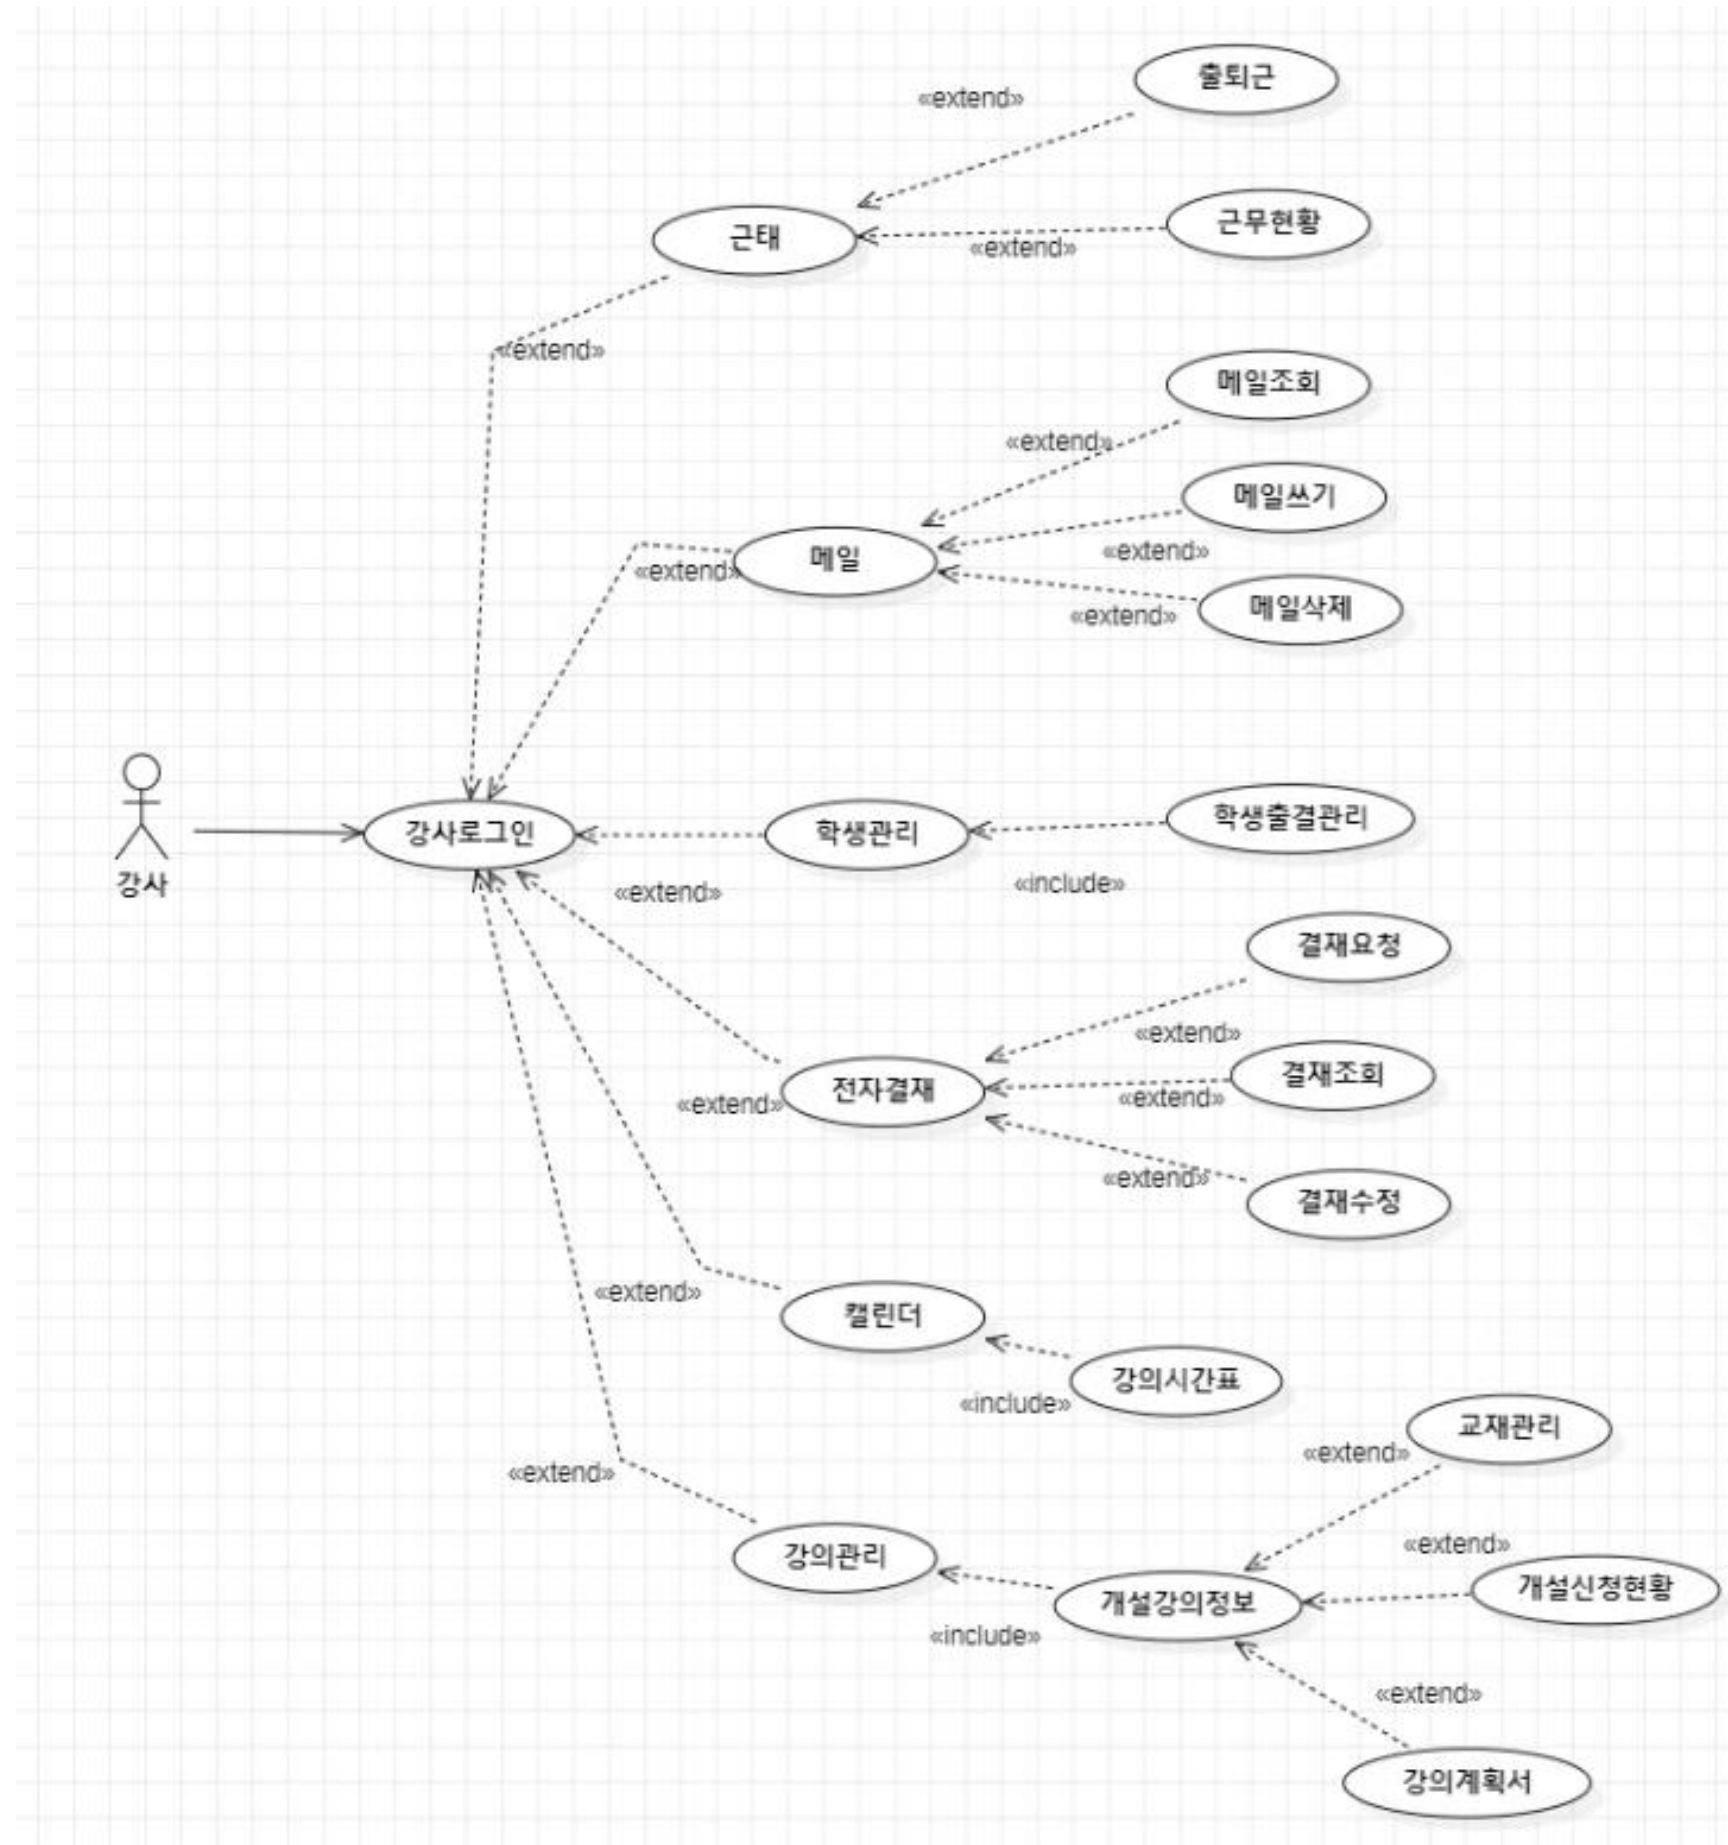 출퇴근
«extend»
근무현황
근태
«extend»
«extend»
메일조회
«extend»
메일쓰기
메일
«extend»
«extend»
메일삭제
«extend»
강사로그인
학생관리
학생출결관리
강사
«extend»
«include»
결재요청
«extend»
결재조회
전자결재
«extend»
«extend»
«extend»
결재수정
«extend»
캘린더
강의시간표
«include»
교재관리
«extend»
«extend»
강의관리
«extend»
개설신청현황
개설강의정보
«include»
«extend»
강의계획서